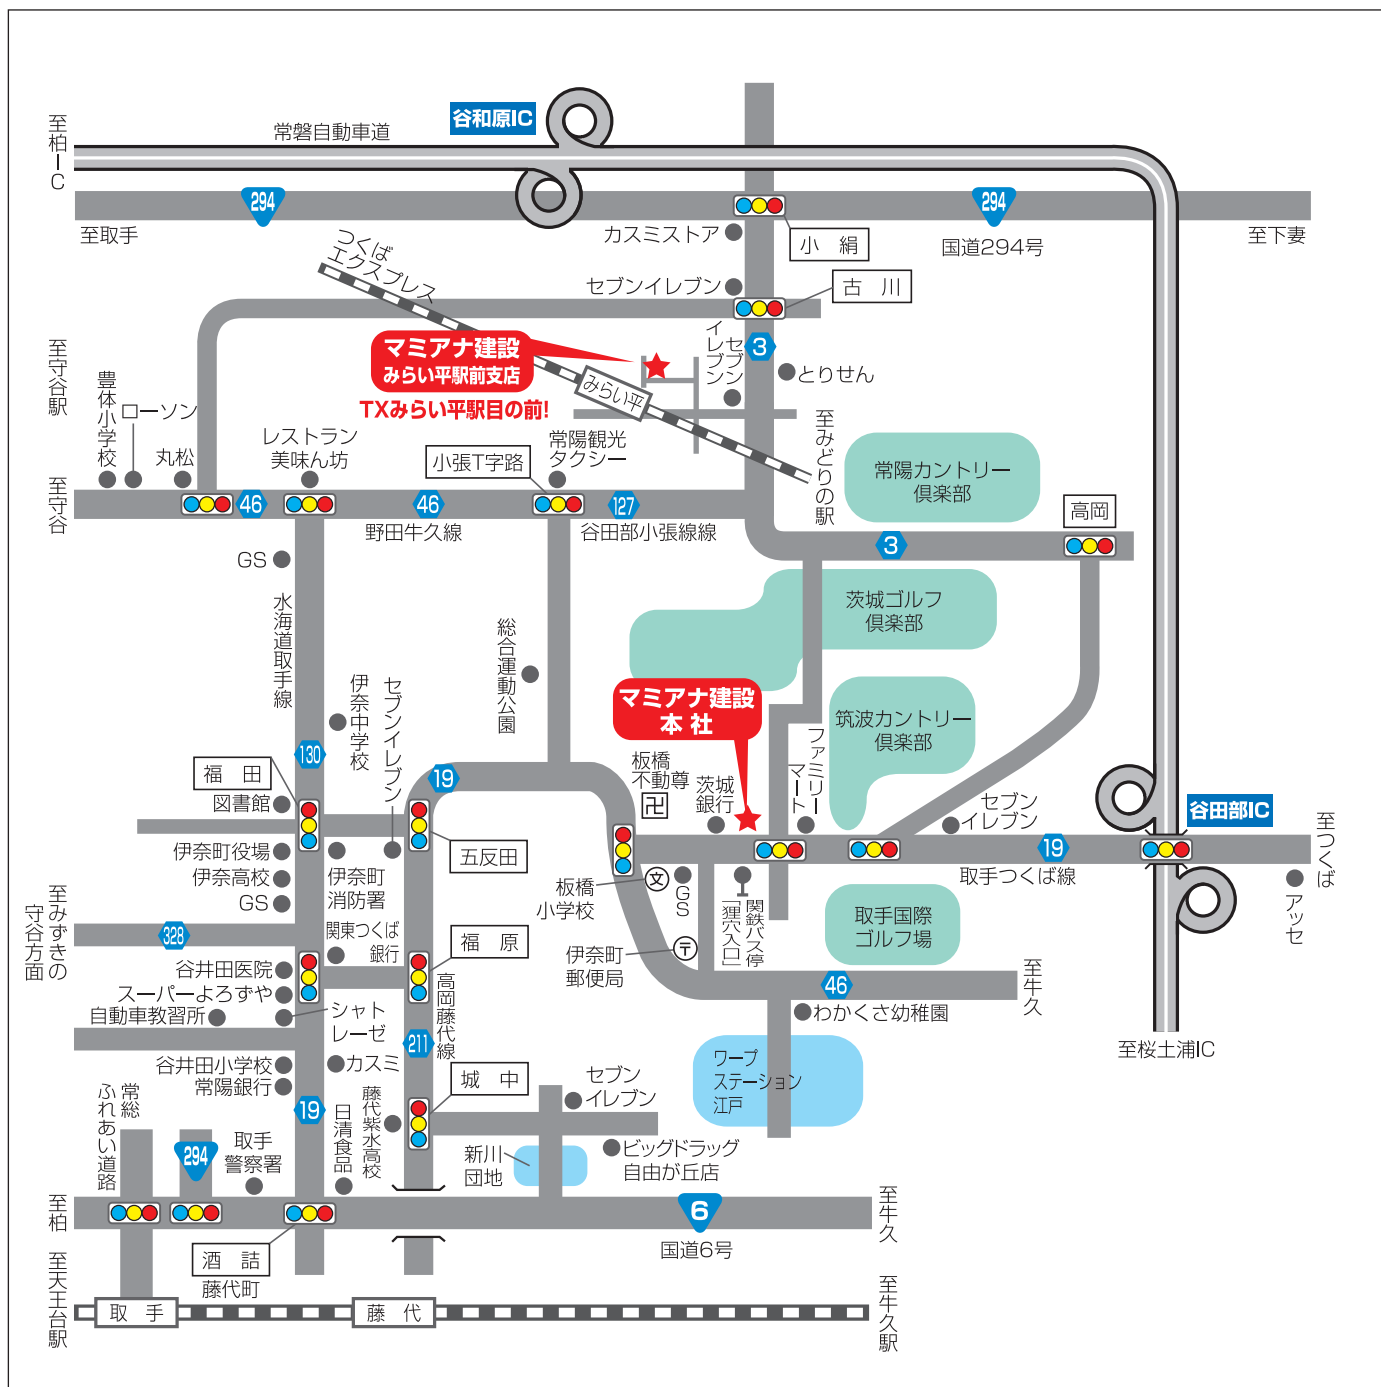 谷和原IC
常磐自動車道
至柏IC
294
294
至取手
カスミストア
小 絹
国道294号
至下妻
つくば
エクスプレス
セブンイレブン
古 川
3
セブン
イレブン
とりせん
マミアナ建設
みらい平駅前支店
TXみらい平駅目の前!
みらい平
至みどりの駅
至守谷駅
豊体小学校
ローソン
丸松
レストラン
美味ん坊
小張T字路
常陽観光
タクシー
常陽カントリー
倶楽部
高岡
至守谷
46
46
127
野田牛久線
谷田部小張線線
3
GS
水海道取手線
総合運動公園
茨城ゴルフ
倶楽部
伊奈中学校
セブンイレブン
マミアナ建設
本 社
筑波カントリー
倶楽部
ファミリー
マート
130
19
福 田
図書館
板橋
不動尊
卍
茨城
銀行
セブン
イレブン
谷田部IC
伊奈町役場
伊奈高校
GS
伊奈町
消防署
五反田
19
取手つくば線
至つくば
アッセ
板橋
小学校
文
GS
関鉄バス停
「狸穴入口」
取手国際
ゴルフ場
至みずきの
守谷方面
328
関東つくば
銀行
福 原
伊奈町
郵便局
〒
46
至牛久
谷井田医院
スーパーよろずや
自動車教習所
シャト
レーゼ
高岡藤代線
211
わかくさ幼稚園
至桜土浦IC
谷井田小学校
常陽銀行
カスミ
城 中
ワープ
ステーション
江戸
常総
ふれあい道路
19
日清食品
藤代紫水高校
セブン
イレブン
294
取手
警察署
新川
団地
ビッグドラッグ
自由が丘店
至柏
6
国道6号
至牛久
酒 詰
藤代町
至天王台駅
取 手
藤 代
至牛久駅